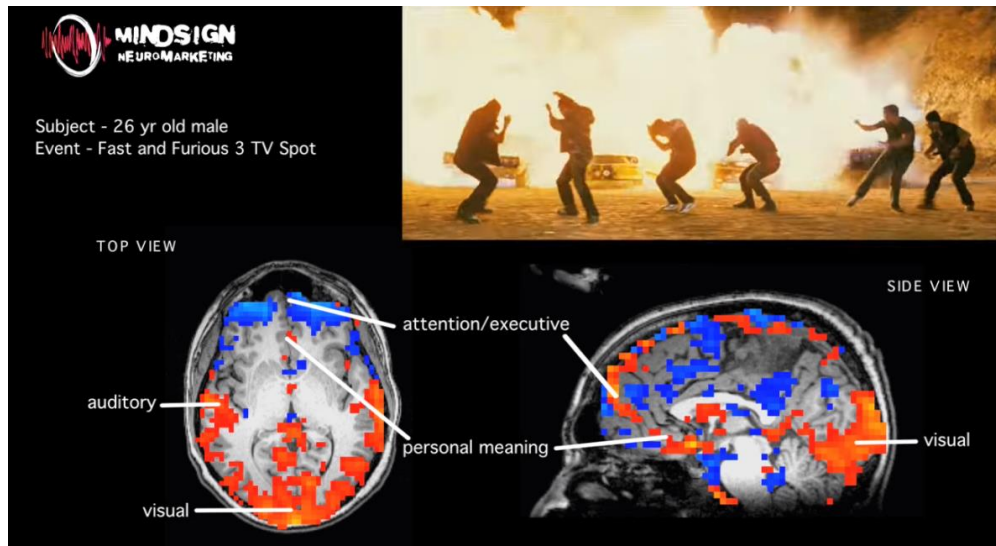 MINDSIGN
NEUROMARKETING
Subject - 26 yr old male
Event - Fast and Furious 3 TV Spot
TOP VIEW
SIDE VIEW
attention/executive
auditory
personal meaning
visual
visual